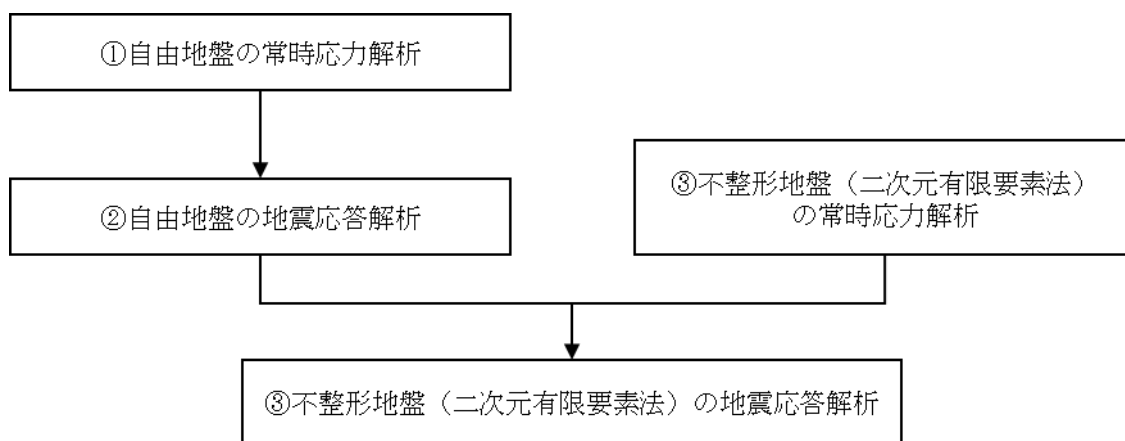 ①自由地盤の常時応力解析
②自由地盤の地震応答解析
③不整形地盤（二次元有限要素法）
の常時応力解析
③不整形地盤（二次元有限要素法）の地震応答解析